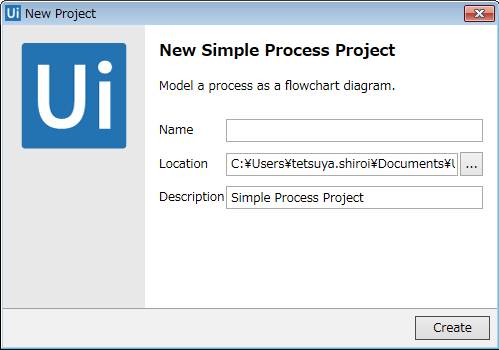 Ui New Project
Ui
New Simple Process Project
Model a process as a flowchart diagram.
Name
Location C:¥Users¥tetsuya.shiroi¥Documents¥U ...
Description Simple Process Project
Create